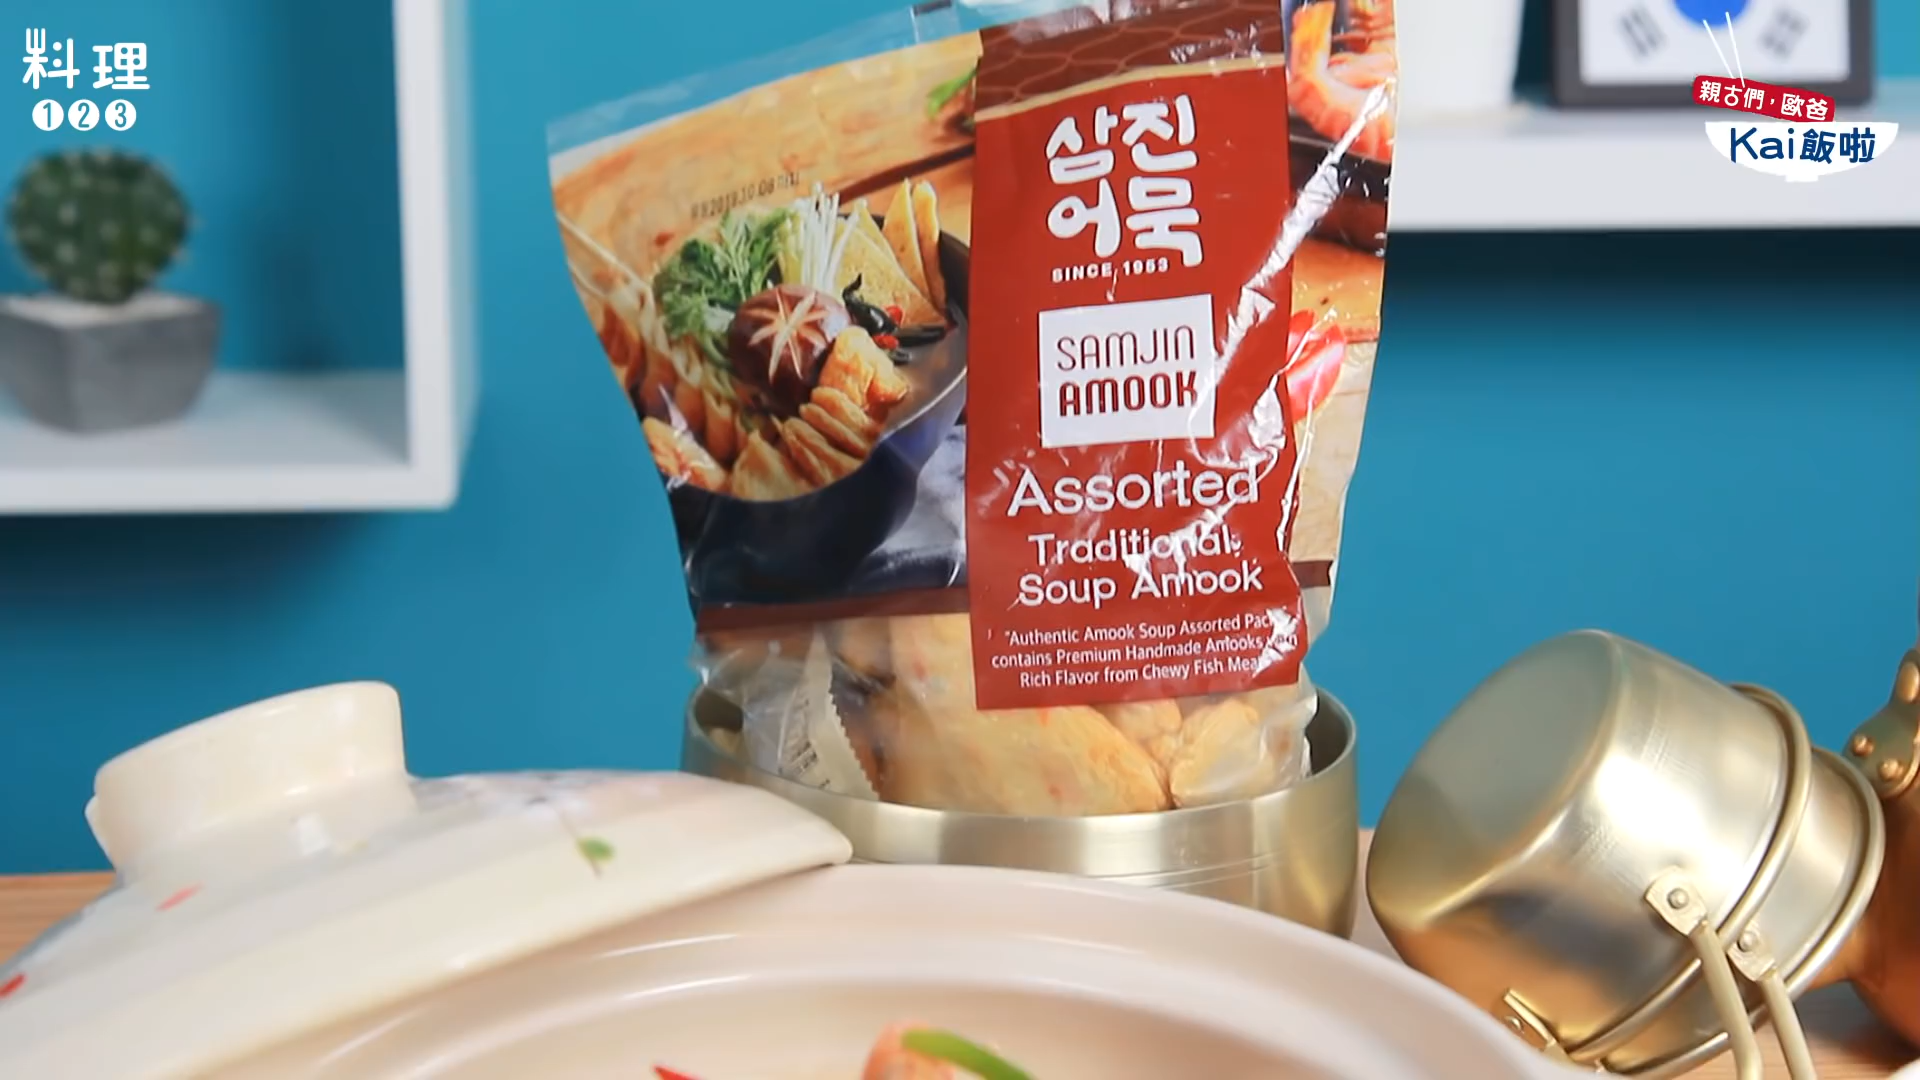 料理
123
親古們，歐爸
Kai飯啦
삼진
어묵
SINCE 1953
SAMJIN
AMOOK
Assorted
Traditional
Soup Amook
"Authentic Amook Soup Assorted Pack
contains Premium Handmade Amooks
Rich Flavor from Chewy Fish Meat